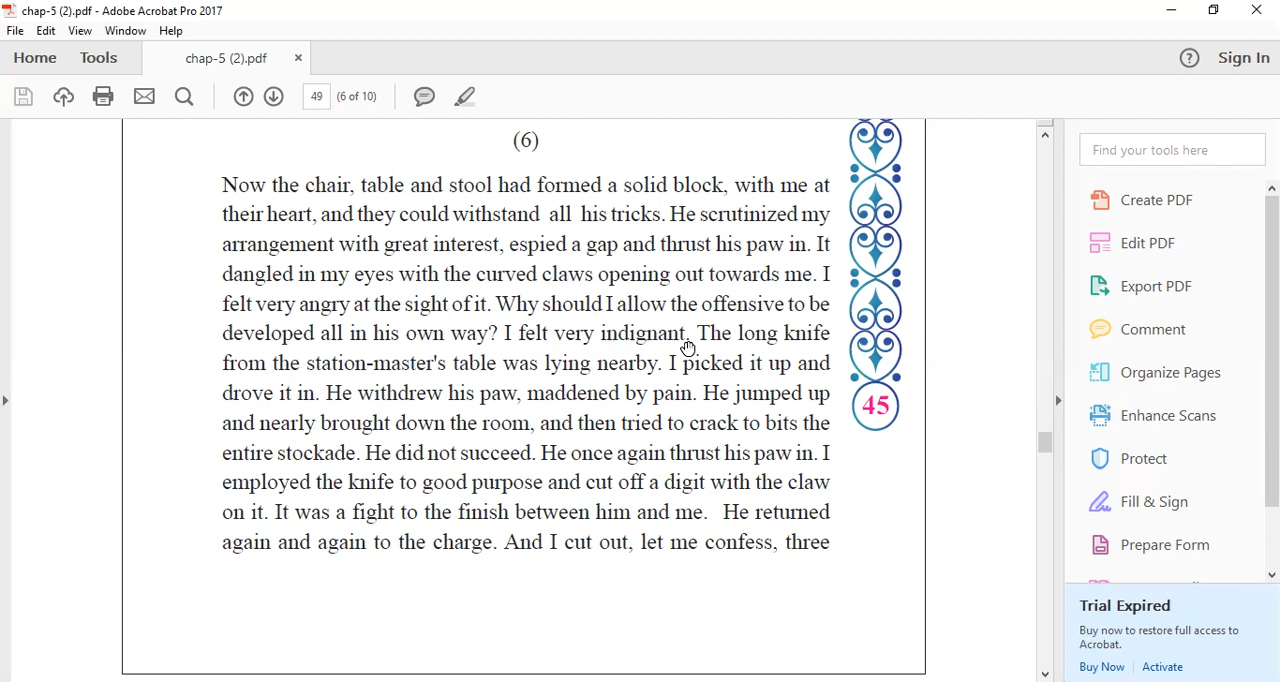 chap-5 (2).pdf - Adobe Acrobat Pro 2017
File Edit View Window Help
Home Tools chap-5 (2).pdf × ? Sign In
49 (6 of 10)
(6)
Now the chair, table and stool had formed a solid block, with me at
their heart, and they could withstand all his tricks. He scrutinized my
arrangement with great interest, espied a gap and thrust his paw in. It
dangled in my eyes with the curved claws opening out towards me. I
felt very angry at the sight of it. Why should I allow the offensive to be
developed all in his own way? I felt very indignant. The long knife
from the station-master's table was lying nearby. I picked it up and
drove it in. He withdrew his paw, maddened by pain. He jumped up
and nearly brought down the room, and then tried to crack to bits the
entire stockade. He did not succeed. He once again thrust his paw in. I
employed the knife to good purpose and cut off a digit with the claw
on it. It was a fight to the finish between him and me. He returned
again and again to the charge. And I cut out, let me confess, three
45
Find your tools here
Create PDF
Edit PDF
Export PDF
Comment
Organize Pages
Enhance Scans
Protect
Fill & Sign
Prepare Form
Trial Expired
Buy now to restore full access to
Acrobat.
Buy Now Activate